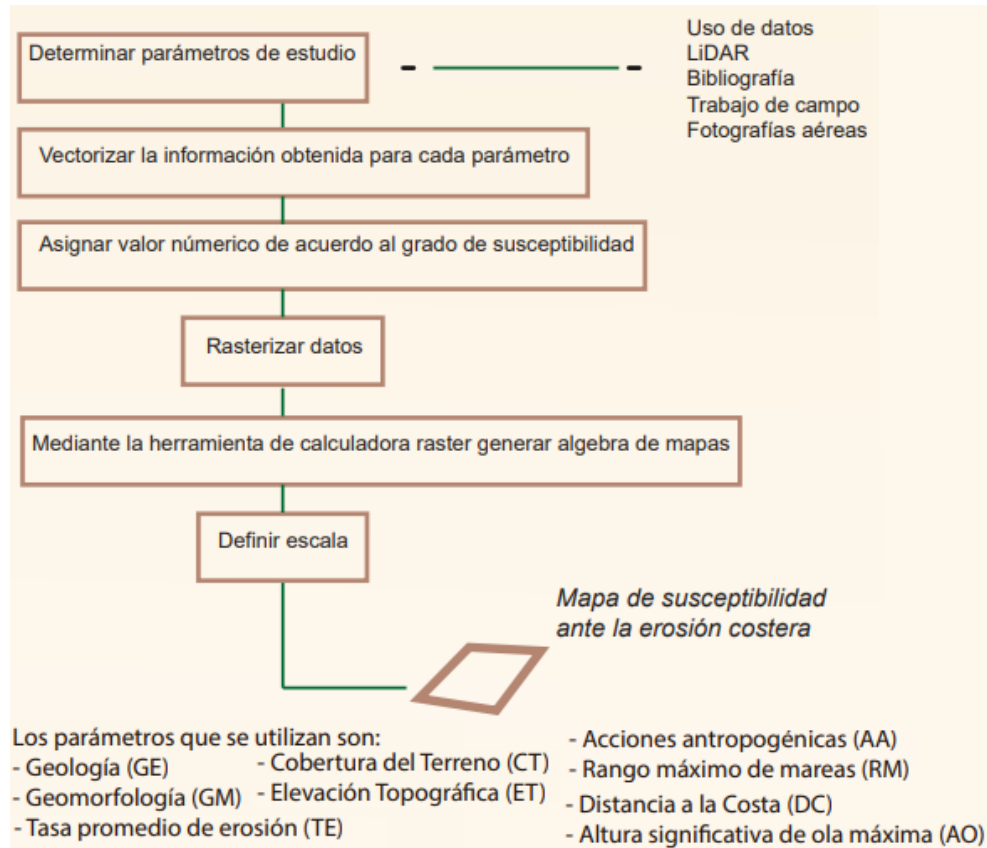 Determinar parámetros de estudio
Uso de datos
LiDAR
Bibliografía
Trabajo de campo
Fotografías aéreas
Vectorizar la información obtenida para cada parámetro
Asignar valor númerico de acuerdo al grado de susceptibilidad
Rasterizar datos
Mediante la herramienta de calculadora raster generar algebra de mapas
Definir escala
Mapa de susceptibilidad
ante la erosión costera
Los parámetros que se utilizan son:
- Geología (GE)
- Geomorfología (GM)
- Tasa promedio de erosión (TE)
- Cobertura del Terreno (CT)
- Elevación Topográfica (ET)
- Acciones antropogénicas (AA)
- Rango máximo de mareas (RM)
- Distancia a la Costa (DC)
- Altura significativa de ola máxima (AO)